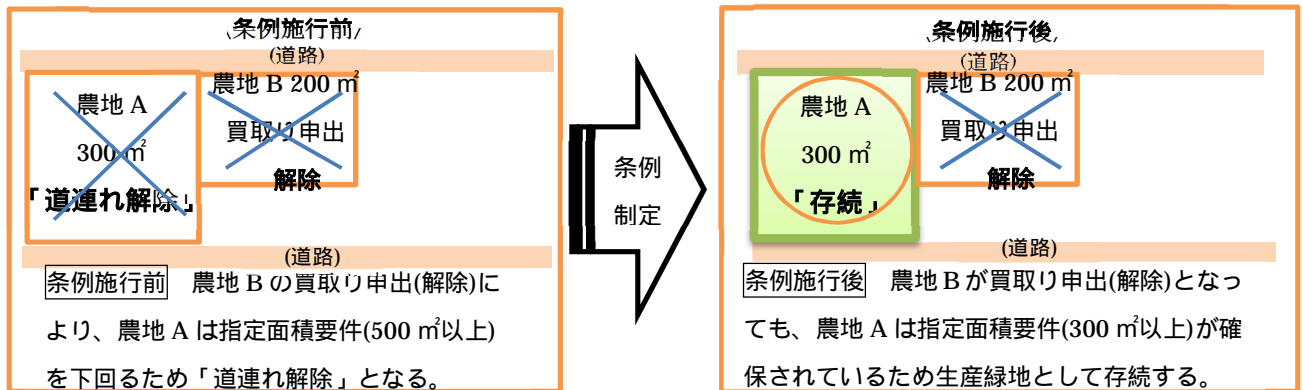 条例施行前
(道路)
農地 A
300 ㎡
「道連れ解除」
農地 B 200 ㎡
買取り申出
解除
(道路)
条例施行前 農地 B の買取り申出(解除)に
より、農地 A は指定面積要件(500 ㎡以上)
を下回るため「道連れ解除」となる。
条例
制定
条例施行後
(道路)
農地 A
300 ㎡
「存続」
農地 B 200 ㎡
買取り申出
解除
(道路)
条例施行後 農地 B が買取り申出(解除)となっ
ても、農地 A は指定面積要件(300 ㎡以上)が確
保されているため生産緑地として存続する。